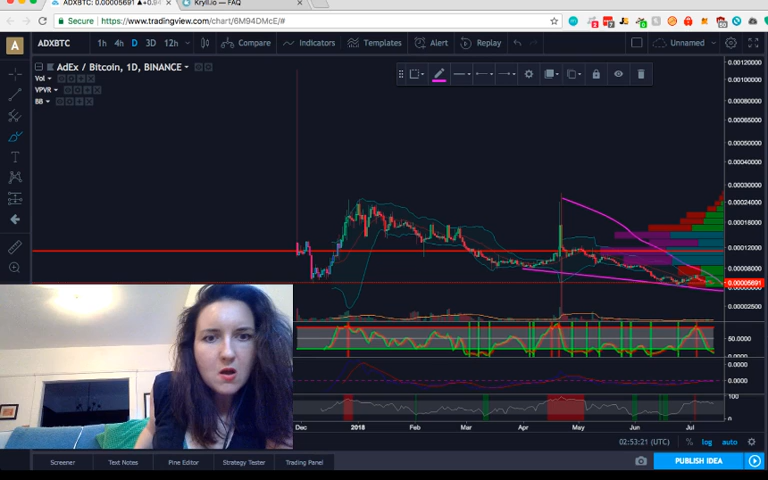 ADXBTC: 0.00005691 ▲+0.9
Kryll.io — FAQ
Secure
https://www.tradingview.com/chart/6M94DMcE/#
A ADXBTC 1h 4h D 3D 12h Compare Indicators Templates Alert Replay Unnamed
AdEx / Bitcoin, 1D, BINANCE
Vol
VPVR
BB
0.00120000
0.00100000
0.00080000
0.00065000
0.00050000
0.00040000
0.00030000
0.00024000
0.00018000
0.00012000
0.00008000
0.00005691
0.00002500
50.0000
0.0000
0.0000
100
0
Dec 2018 Feb Mar Apr May Jun Jul
02:53:21 (UTC) % log auto
Screener Text Notes Pine Editor Strategy Tester Trading Panel PUBLISH IDEA